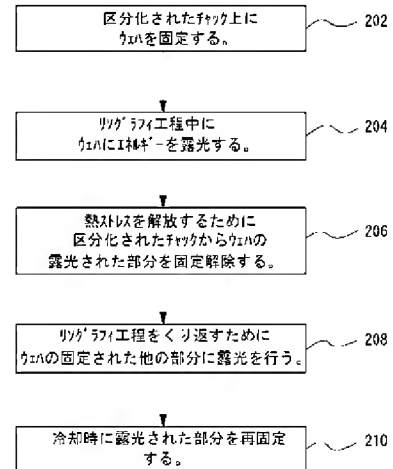 区分化されたﾁｬｯｸ上に
ｳｪﾊを固定する。
202
ﾘｿｸﾞﾗﾌｨ工程中に
ｳｪﾊにｴﾈﾙｷﾞｰを露光する。
204
熱ｽﾄﾚｽを解放するために
区分化されたﾁｬｯｸからｳｪﾊの
露光された部分を固定解除する。
206
ﾘｿｸﾞﾗﾌｨ工程をくり返すために
ｳｪﾊの固定された他の部分に露光を行う。
208
冷却時に露光された部分を再固定
する。
210